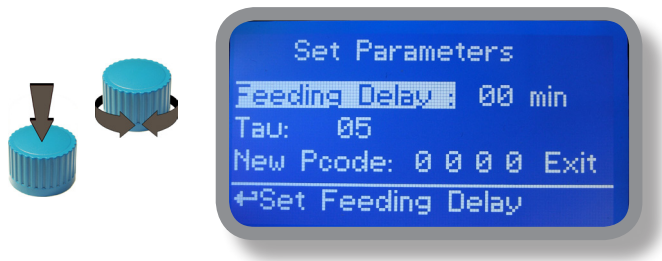 Set Parameters
Feeding Delay : 00 min
Tau: 05
New Pcode: 0 0 0 0 Exit
↩Set Feeding Delay